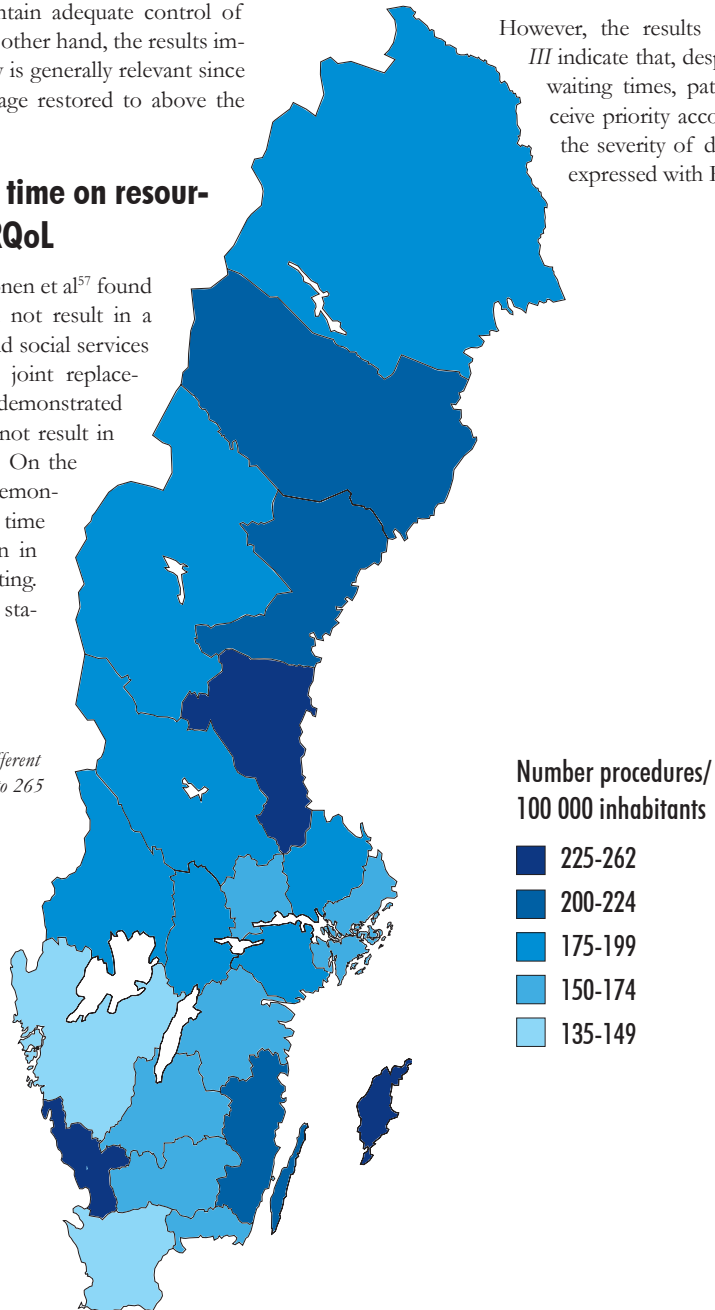 ntain adequate control of
other hand, the results im-
y is generally relevant since
age restored to above the
time on resour-
RQoL
nen et al57 found
not result in a
d social services
joint replace-
demonstrated
not result in
On the
emon-
time
n in
ting.
sta-
fferent
to 265
However, the results
III indicate that, desp
waiting times, pat
ceive priority acco
the severity of d
expressed with
Number procedures/
100 000 inhabitants
225-262
200-224
175-199
150-174
135-149